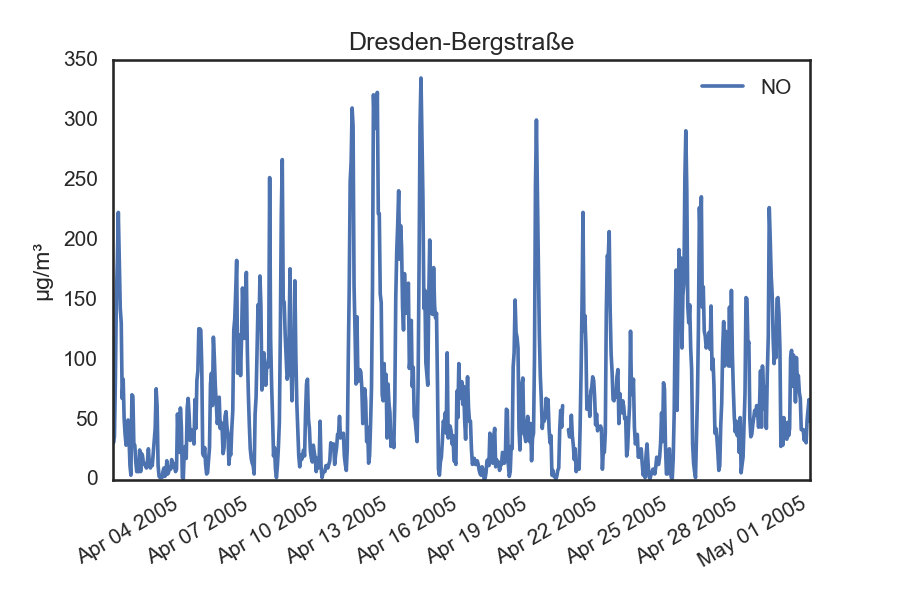 Dresden-Bergstraße
350
300
250
200
150
100
50
0
µg/m³
NO
Apr 04 2005
Apr 07 2005
Apr 10 2005
Apr 13 2005
Apr 16 2005
Apr 19 2005
Apr 22 2005
Apr 25 2005
Apr 28 2005
May 01 2005